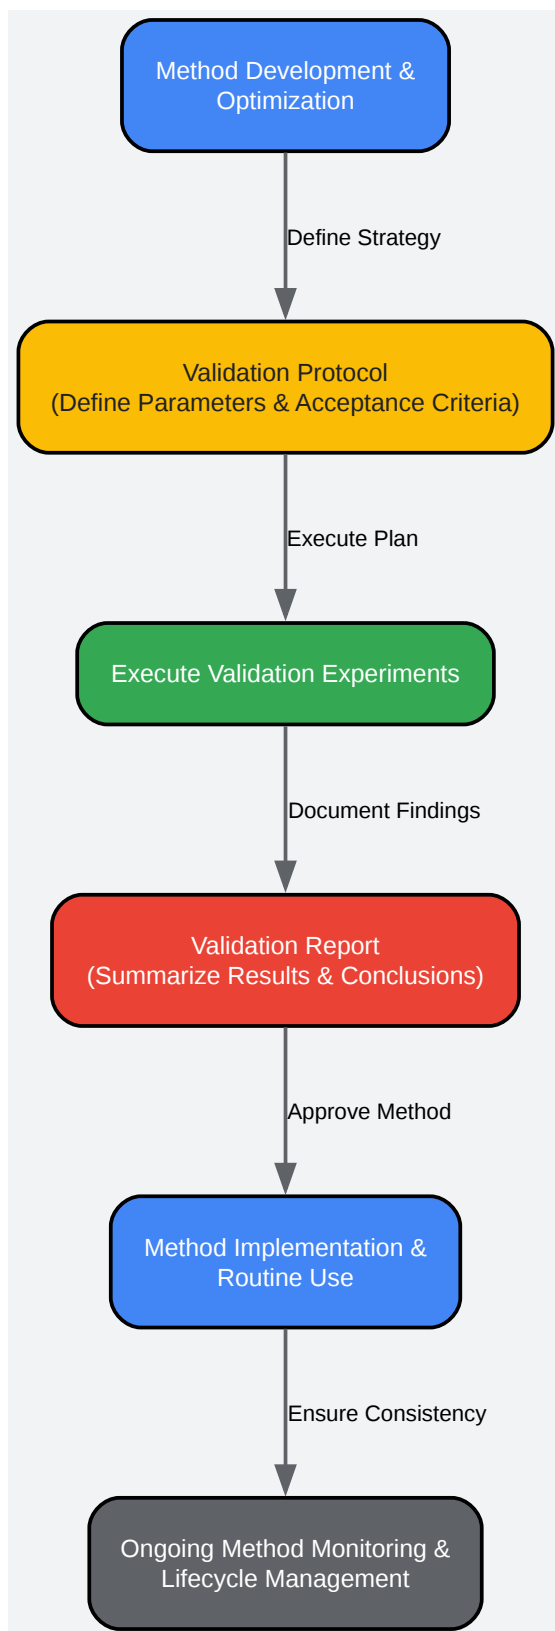 Method Development &
Optimization
Define Strategy
Validation Protocol
(Define Parameters & Acceptance Criteria)
Execute Plan
Execute Validation Experiments
Document Findings
Validation Report
(Summarize Results & Conclusions)
Approve Method
Method Implementation &
Routine Use
Ensure Consistency
Ongoing Method Monitoring &
Lifecycle Management